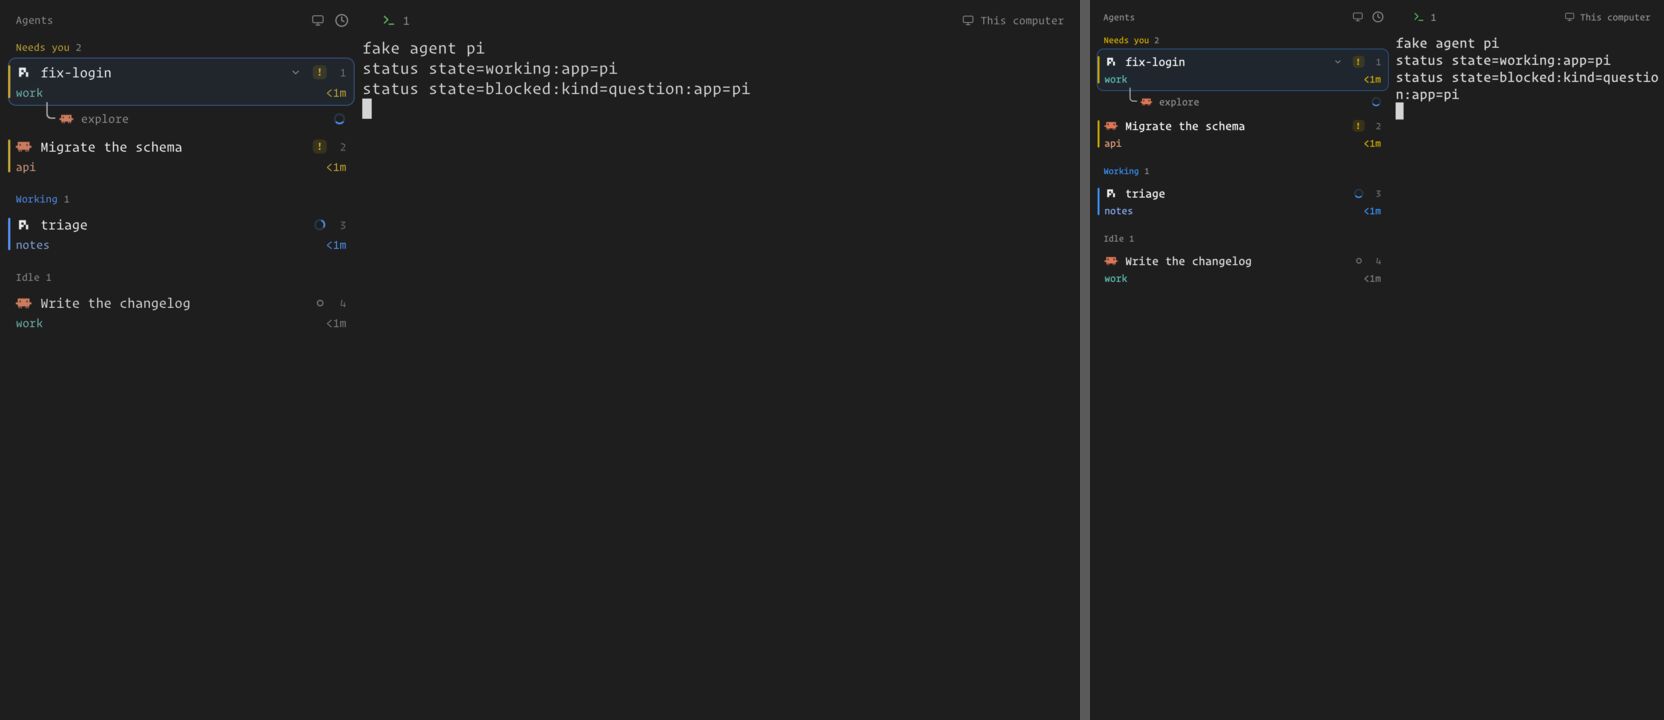 Agents
>_ 1
This computer
Needs you 2
fix-login ! 1
work <1m
explore
Migrate the schema ! 2
api <1m
Working 1
triage 3
notes <1m
Idle 1
Write the changelog 4
work <1m
fake agent pi
status state=working:app=pi
status state=blocked:kind=question:app=pi
Agents
>_ 1
This computer
Needs you 2
fix-login ! 1
work <1m
explore
Migrate the schema ! 2
api <1m
Working 1
triage 3
notes <1m
Idle 1
Write the changelog 4
work <1m
fake agent pi
status state=working:app=pi
status state=blocked:kind=questio
n:app=pi